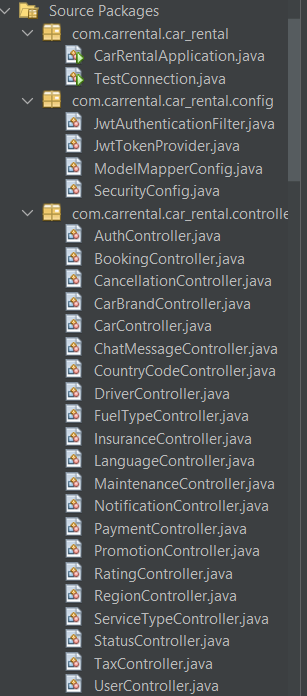 Source Packages
com.carrental.car_rental
CarRentalApplication.java
TestConnection.java
com.carrental.car_rental.config
JwtAuthenticationFilter.java
JwtTokenProvider.java
ModelMapperConfig.java
SecurityConfig.java
com.carrental.car_rental.controlle
AuthController.java
BookingController.java
CancellationController.java
CarBrandController.java
CarController.java
ChatMessageController.java
CountryCodeController.java
DriverController.java
FuelTypeController.java
InsuranceController.java
LanguageController.java
MaintenanceController.java
NotificationController.java
PaymentController.java
PromotionController.java
RatingController.java
RegionController.java
ServiceTypeController.java
StatusController.java
TaxController.java
UserController.java